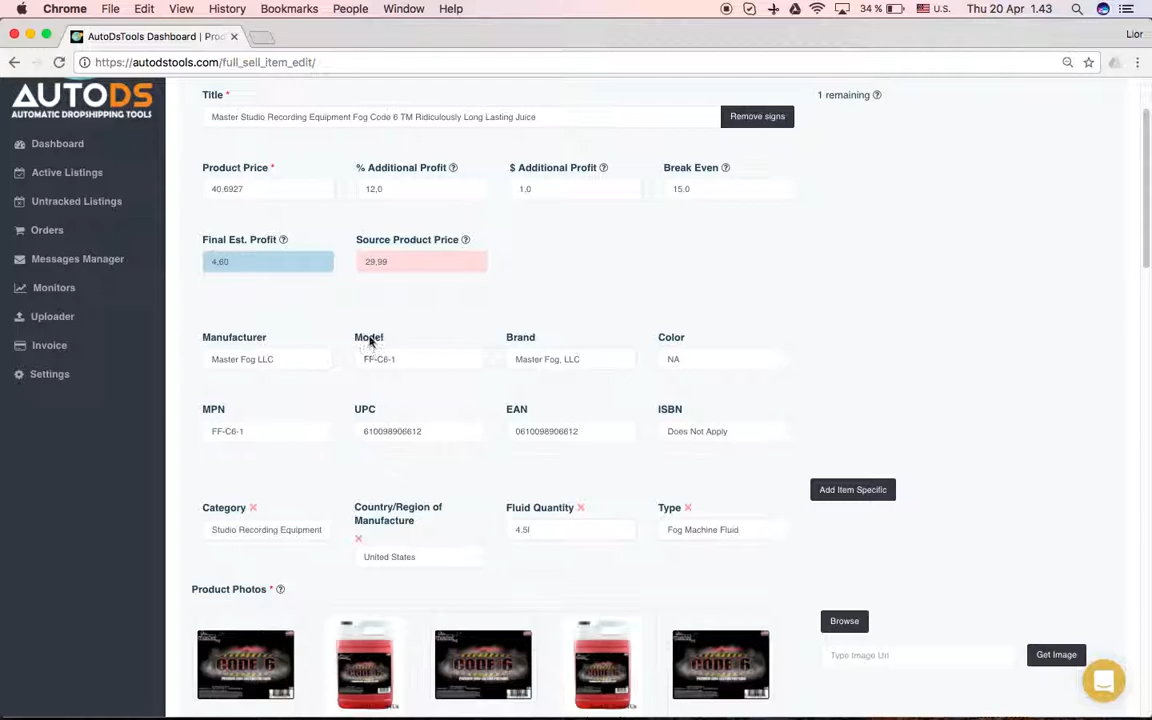 Chrome File Edit View History Bookmarks People Window Help 34 % U.S. Thu 20 Apr 1.43
AutoDsTools Dashboard | Pro Lior
https://autodstools.com/full_sell_item_edit/
AUTODS
AUTOMATIC DROPSHIPPING TOOLS
Dashboard
Active Listings
Untracked Listings
Orders
Messages Manager
Monitors
Uploader
Invoice
Settings
Title * 1 remaining
Master Studio Recording Equipment Fog Code 6 TM Ridiculously Long Lasting Juice Remove signs
Product Price * % Additional Profit $ Additional Profit Break Even
40.6927 12,0 1,0 15.0
Final Est. Profit Source Product Price
4,60 29,99
Manufacturer Model Brand Color
Master Fog LLC FF-C6-1 Master Fog, LLC NA
MPN UPC EAN ISBN
FF-C6-1 610098906612 0610098906612 Does Not Apply
Add Item Specific
Category Country/Region of Manufacture Fluid Quantity Type
Studio Recording Equipment United States 4.5l Fog Machine Fluid
Product Photos *
Browse
Type Image Url Get Image
CODE 6 CODE 6 CODE 6